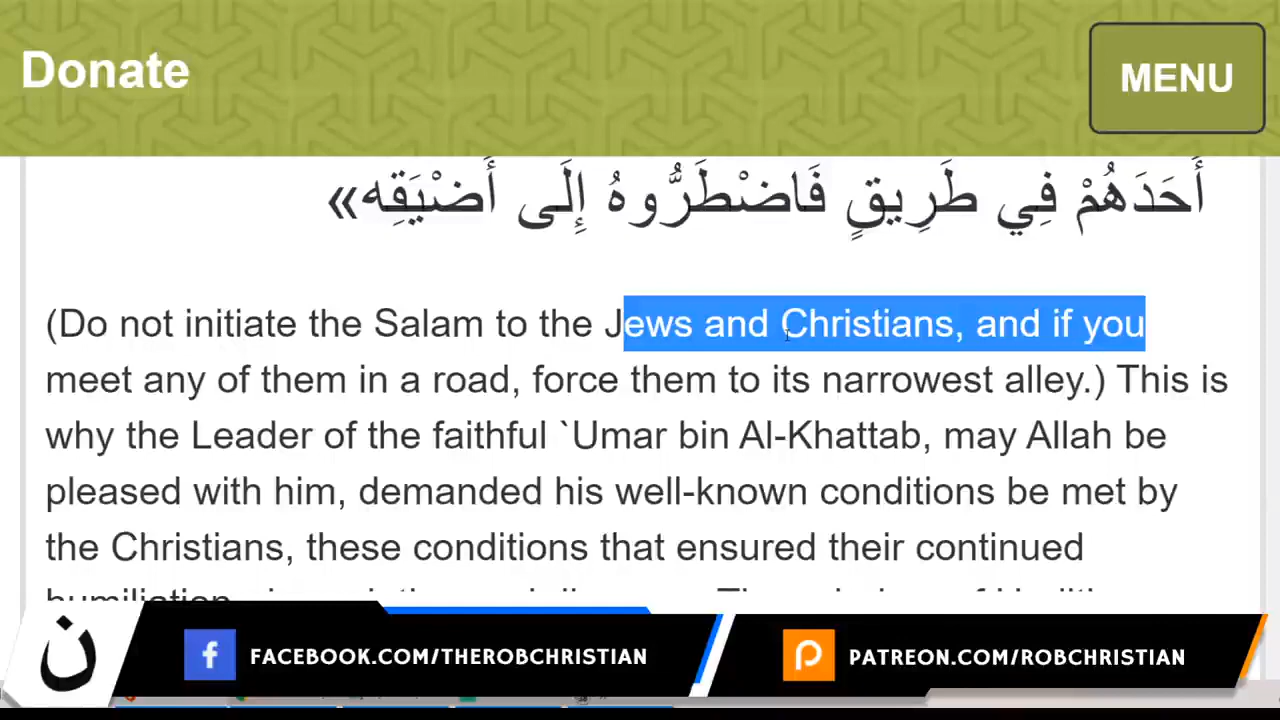 Donate
MENU
أَحَدَهُمْ فِي طَرِيقٍ فَاضْطَرُّوهُ إِلَى أَضْيَقِه»
(Do not initiate the Salam to the Jews and Christians, and if you
meet any of them in a road, force them to its narrowest alley.) This is
why the Leader of the faithful `Umar bin Al-Khattab, may Allah be
pleased with him, demanded his well-known conditions be met by
the Christians, these conditions that ensured their continued
humiliation
ن
f
FACEBOOK.COM/THEROBCHRISTIAN
PATREON.COM/ROBCHRISTIAN